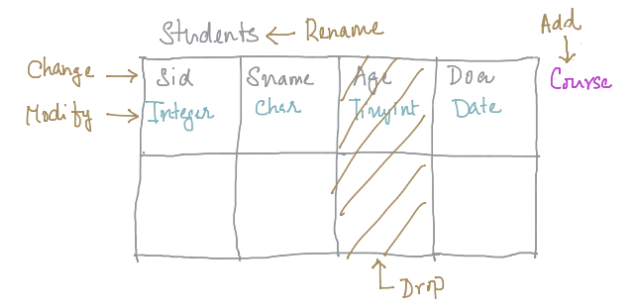 Add
Students ← Rename
Change → Sid Sname Age Doa Course
Modify → Integer Char Tinyint Date
Drop